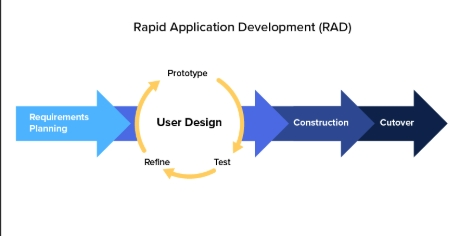 Rapid Application Development (RAD)
Prototype
Requirements
Planning
User Design
Construction
Cutover
Refine
Test